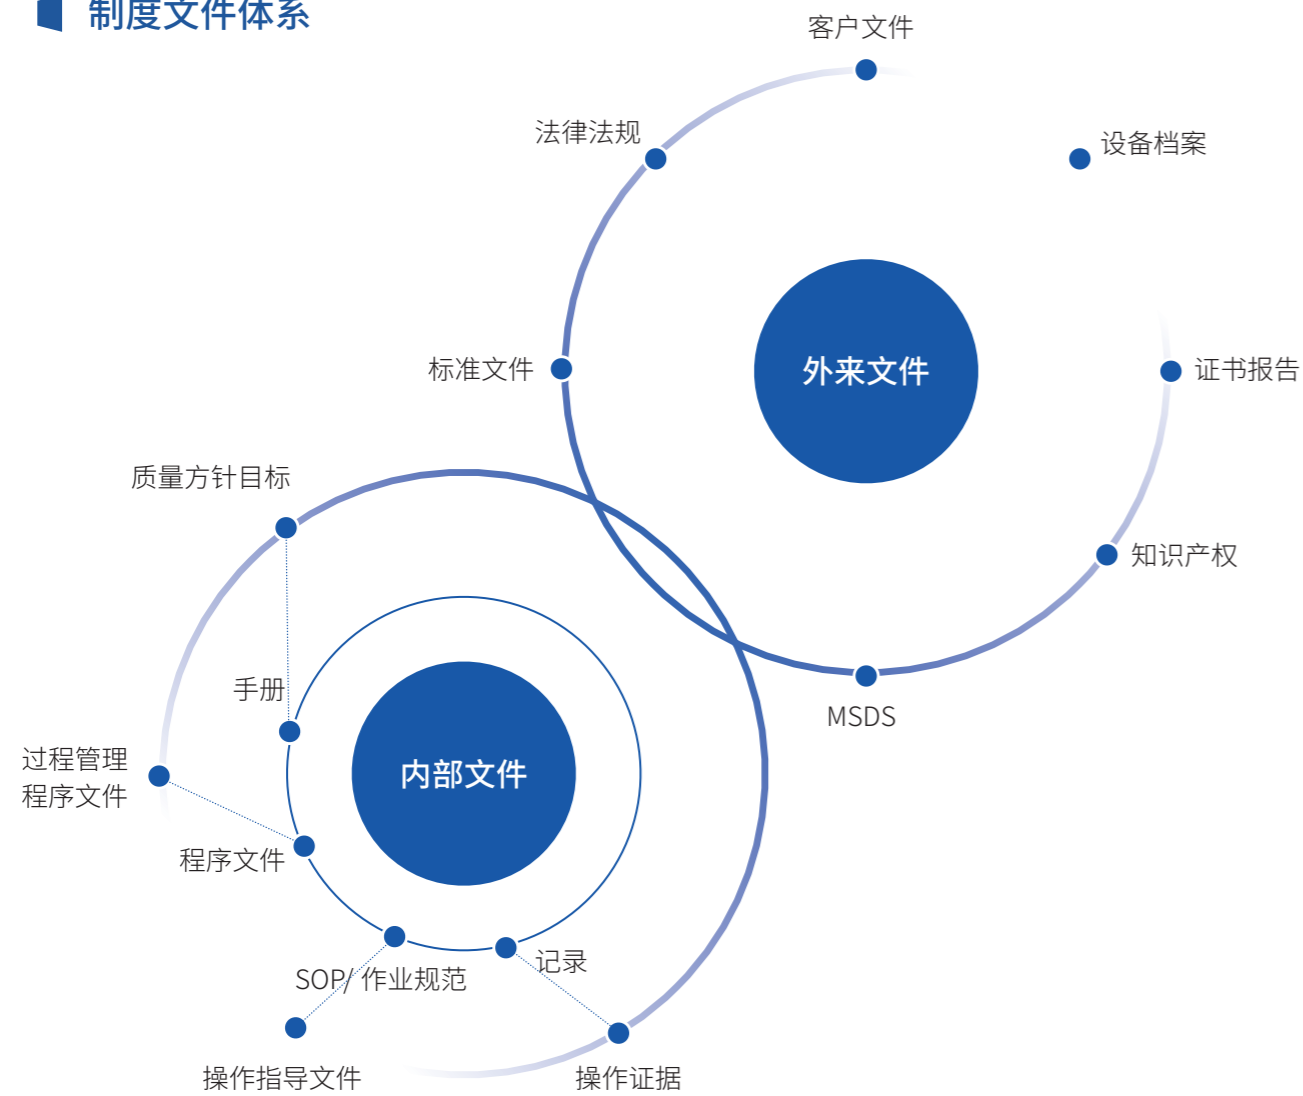 制度文件体系
客户文件
法律法规
设备档案
标准文件
外来文件
证书报告
质量方针目标
知识产权
手册
MSDS
过程管理
程序文件
内部文件
程序文件
记录
SOP/ 作业规范
操作指导文件
操作证据